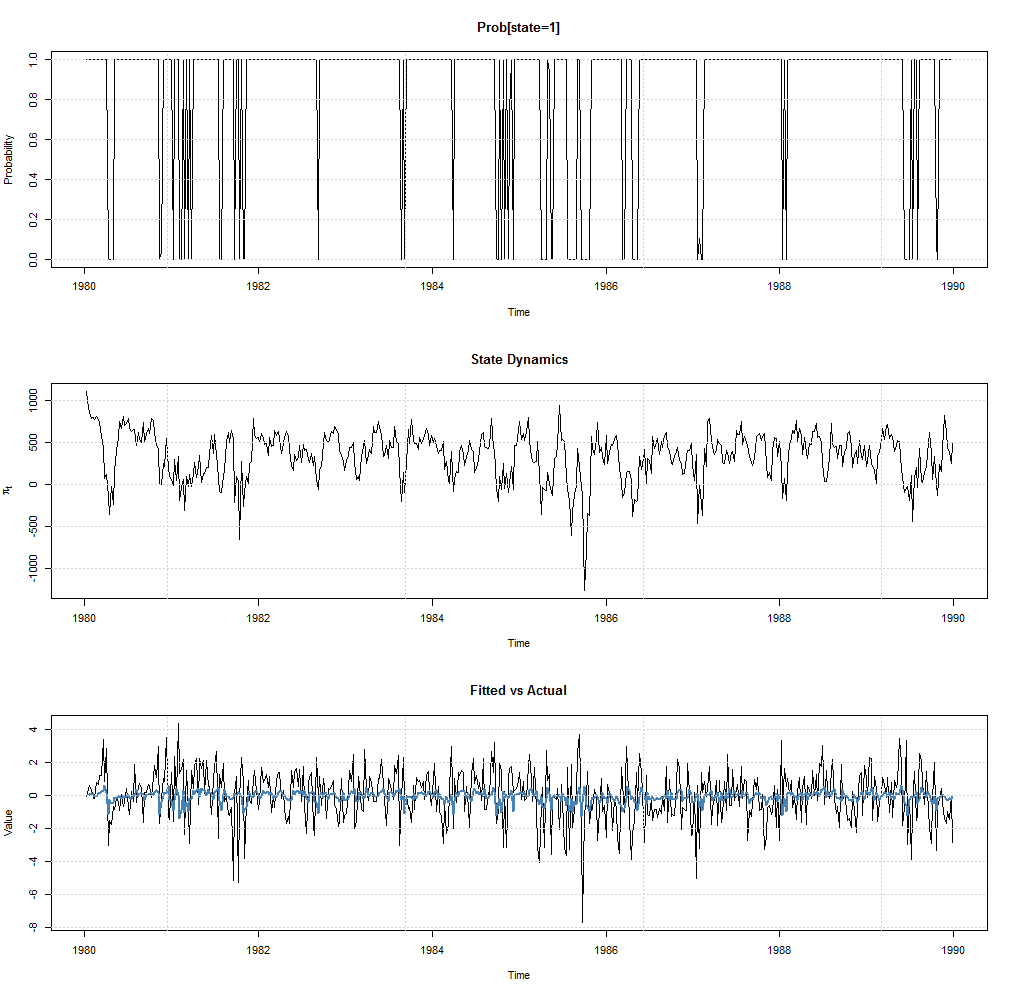 Prob[state=1]
Probability
0.0 0.2 0.4 0.6 0.8 1.0
1980 1982 1984 1986 1988 1990
Time
State Dynamics
πt
-1000 -500 0 500 1000
1980 1982 1984 1986 1988 1990
Time
Fitted vs Actual
Value
-8 -6 -4 -2 0 2 4
1980 1982 1984 1986 1988 1990
Time